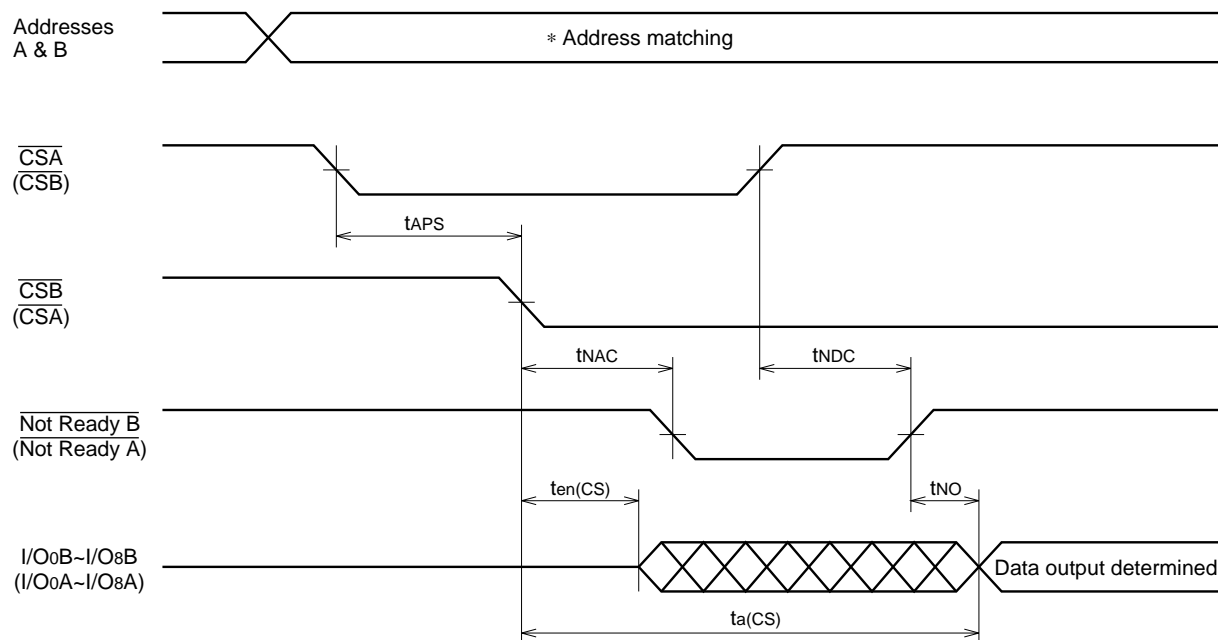 Addresses
A & B
* Address matching
CSA
(CSB)
tAPS
CSB
(CSA)
tNAC
tNDC
Not Ready B
(Not Ready A)
ten(CS)
tNO
I/O0B~I/O8B
(I/O0A~I/O8A)
Data output determined
ta(CS)